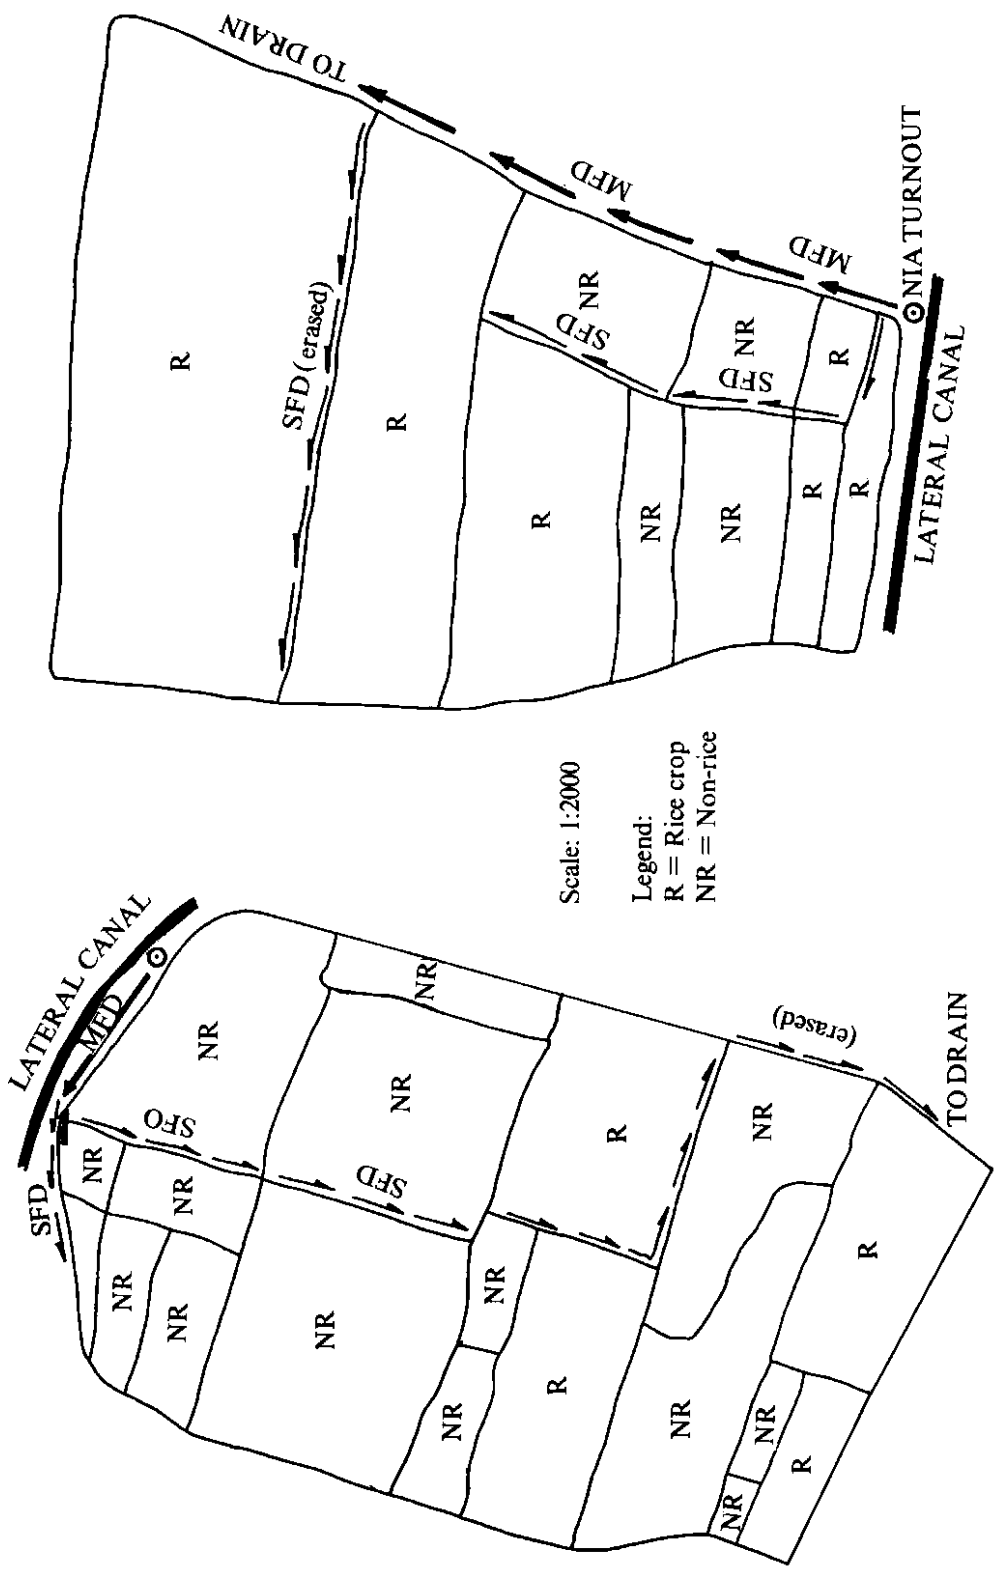 TO DRAIN
R
SFD (erased)
R
MFD
MFD
NR
SFD
NR
SFD
R
R
NR
NR
R
R
NIA TURNOUT
LATERAL CANAL
Scale: 1:2000
Legend:
R = Rice crop
NR = Non-rice
LATERAL CANAL
MFD
SFD
SFO
NR
NR
NR
NR
NR
NR
NR
SFD
NR
NR
R
NR
NR
R
(erased)
NR
NR
R
NR
NR
R
TO DRAIN